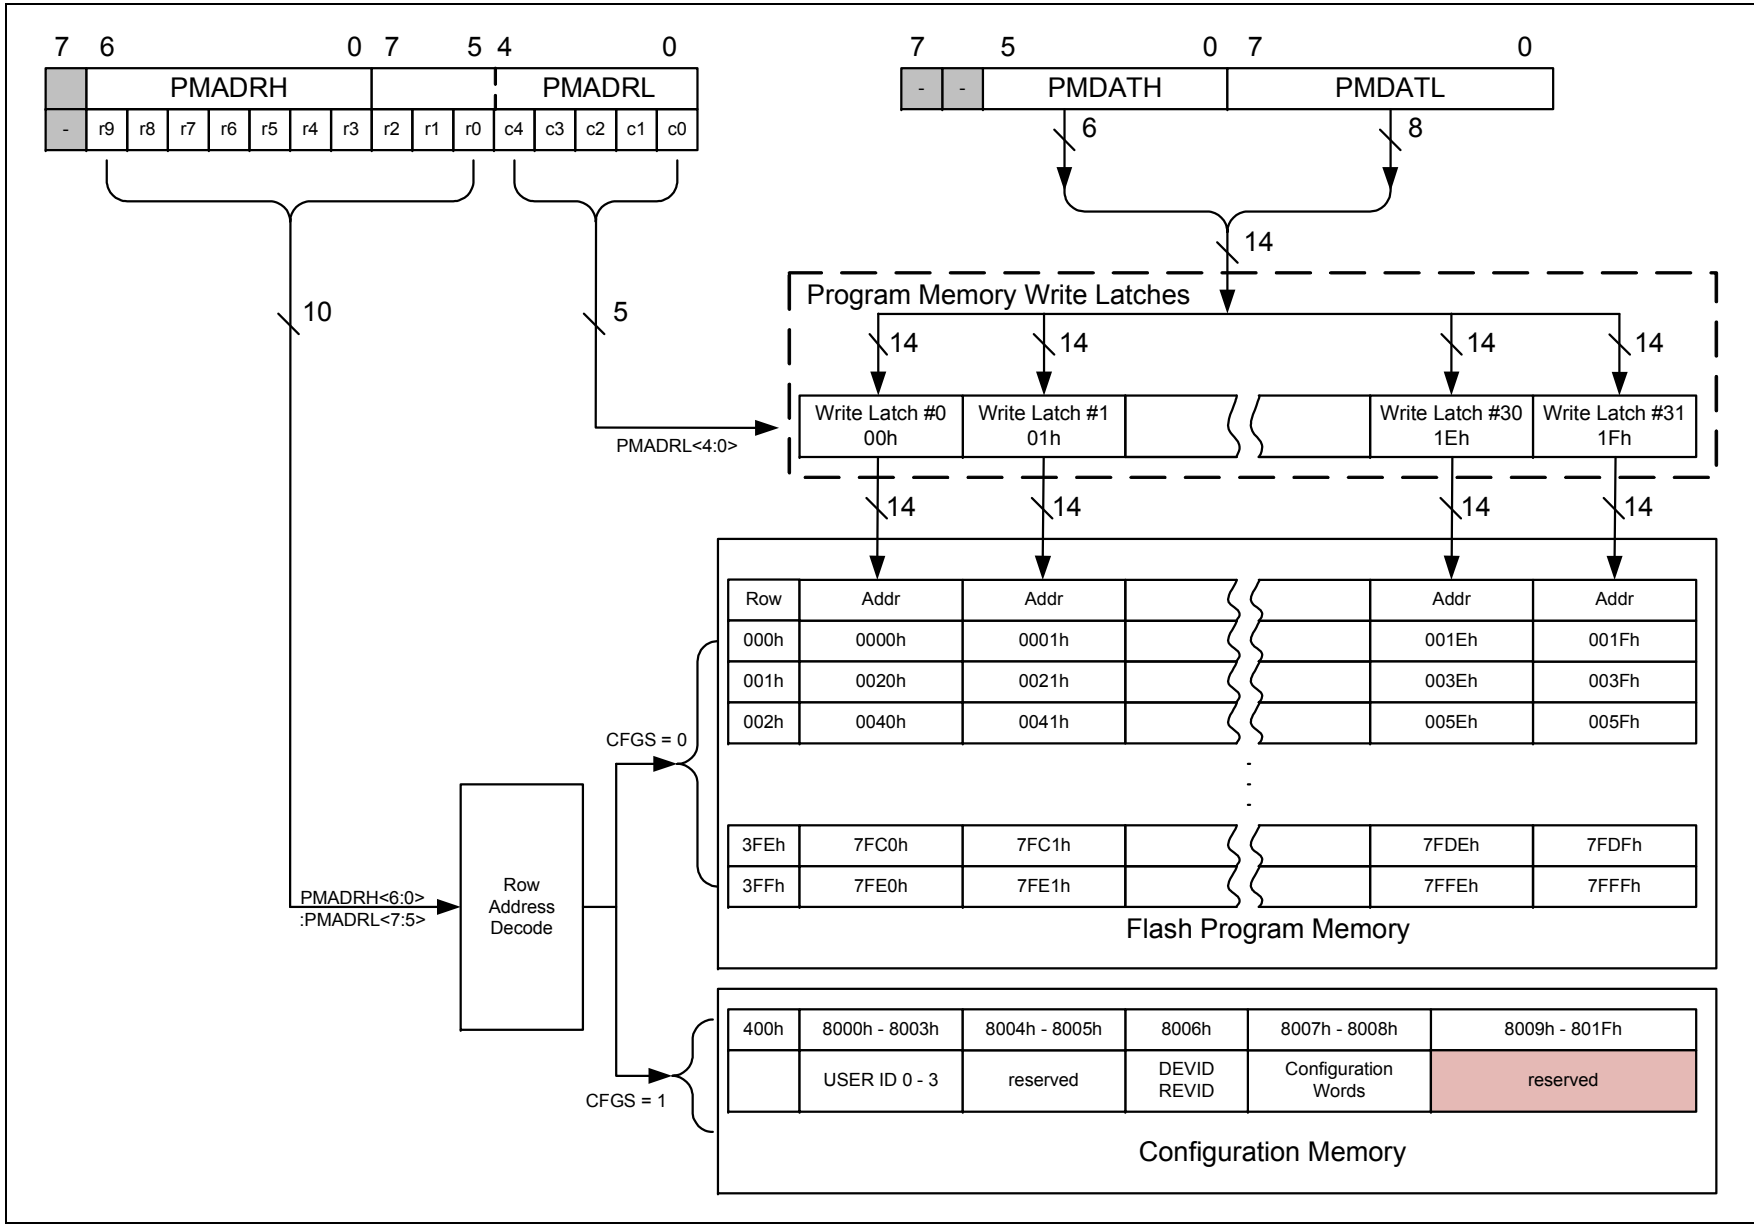 7 6 0 7 5 4 0
PMADRH PMADRL
- r9 r8 r7 r6 r5 r4 r3 r2 r1 r0 c4 c3 c2 c1 c0
7 5 0 7 0
- - PMDATH PMDATL
6 8
14
10 5
Program Memory Write Latches
14 14 14 14
Write Latch #0 Write Latch #1 Write Latch #30 Write Latch #31
00h 01h 1Eh 1Fh
PMADRL<4:0>
14 14 14 14
Row Addr Addr Addr Addr
000h 0000h 0001h 001Eh 001Fh
001h 0020h 0021h 003Eh 003Fh
002h 0040h 0041h 005Eh 005Fh
CFGS = 0
3FEh 7FC0h 7FC1h 7FDEh 7FDFh
3FFh 7FE0h 7FE1h 7FFEh 7FFFh
Flash Program Memory
PMADRH<6:0>
:PMADRL<7:5>
Row
Address
Decode
400h 8000h - 8003h 8004h - 8005h 8006h 8007h - 8008h 8009h - 801Fh
USER ID 0 - 3 reserved DEVID Configuration reserved
REVID Words
CFGS = 1
Configuration Memory